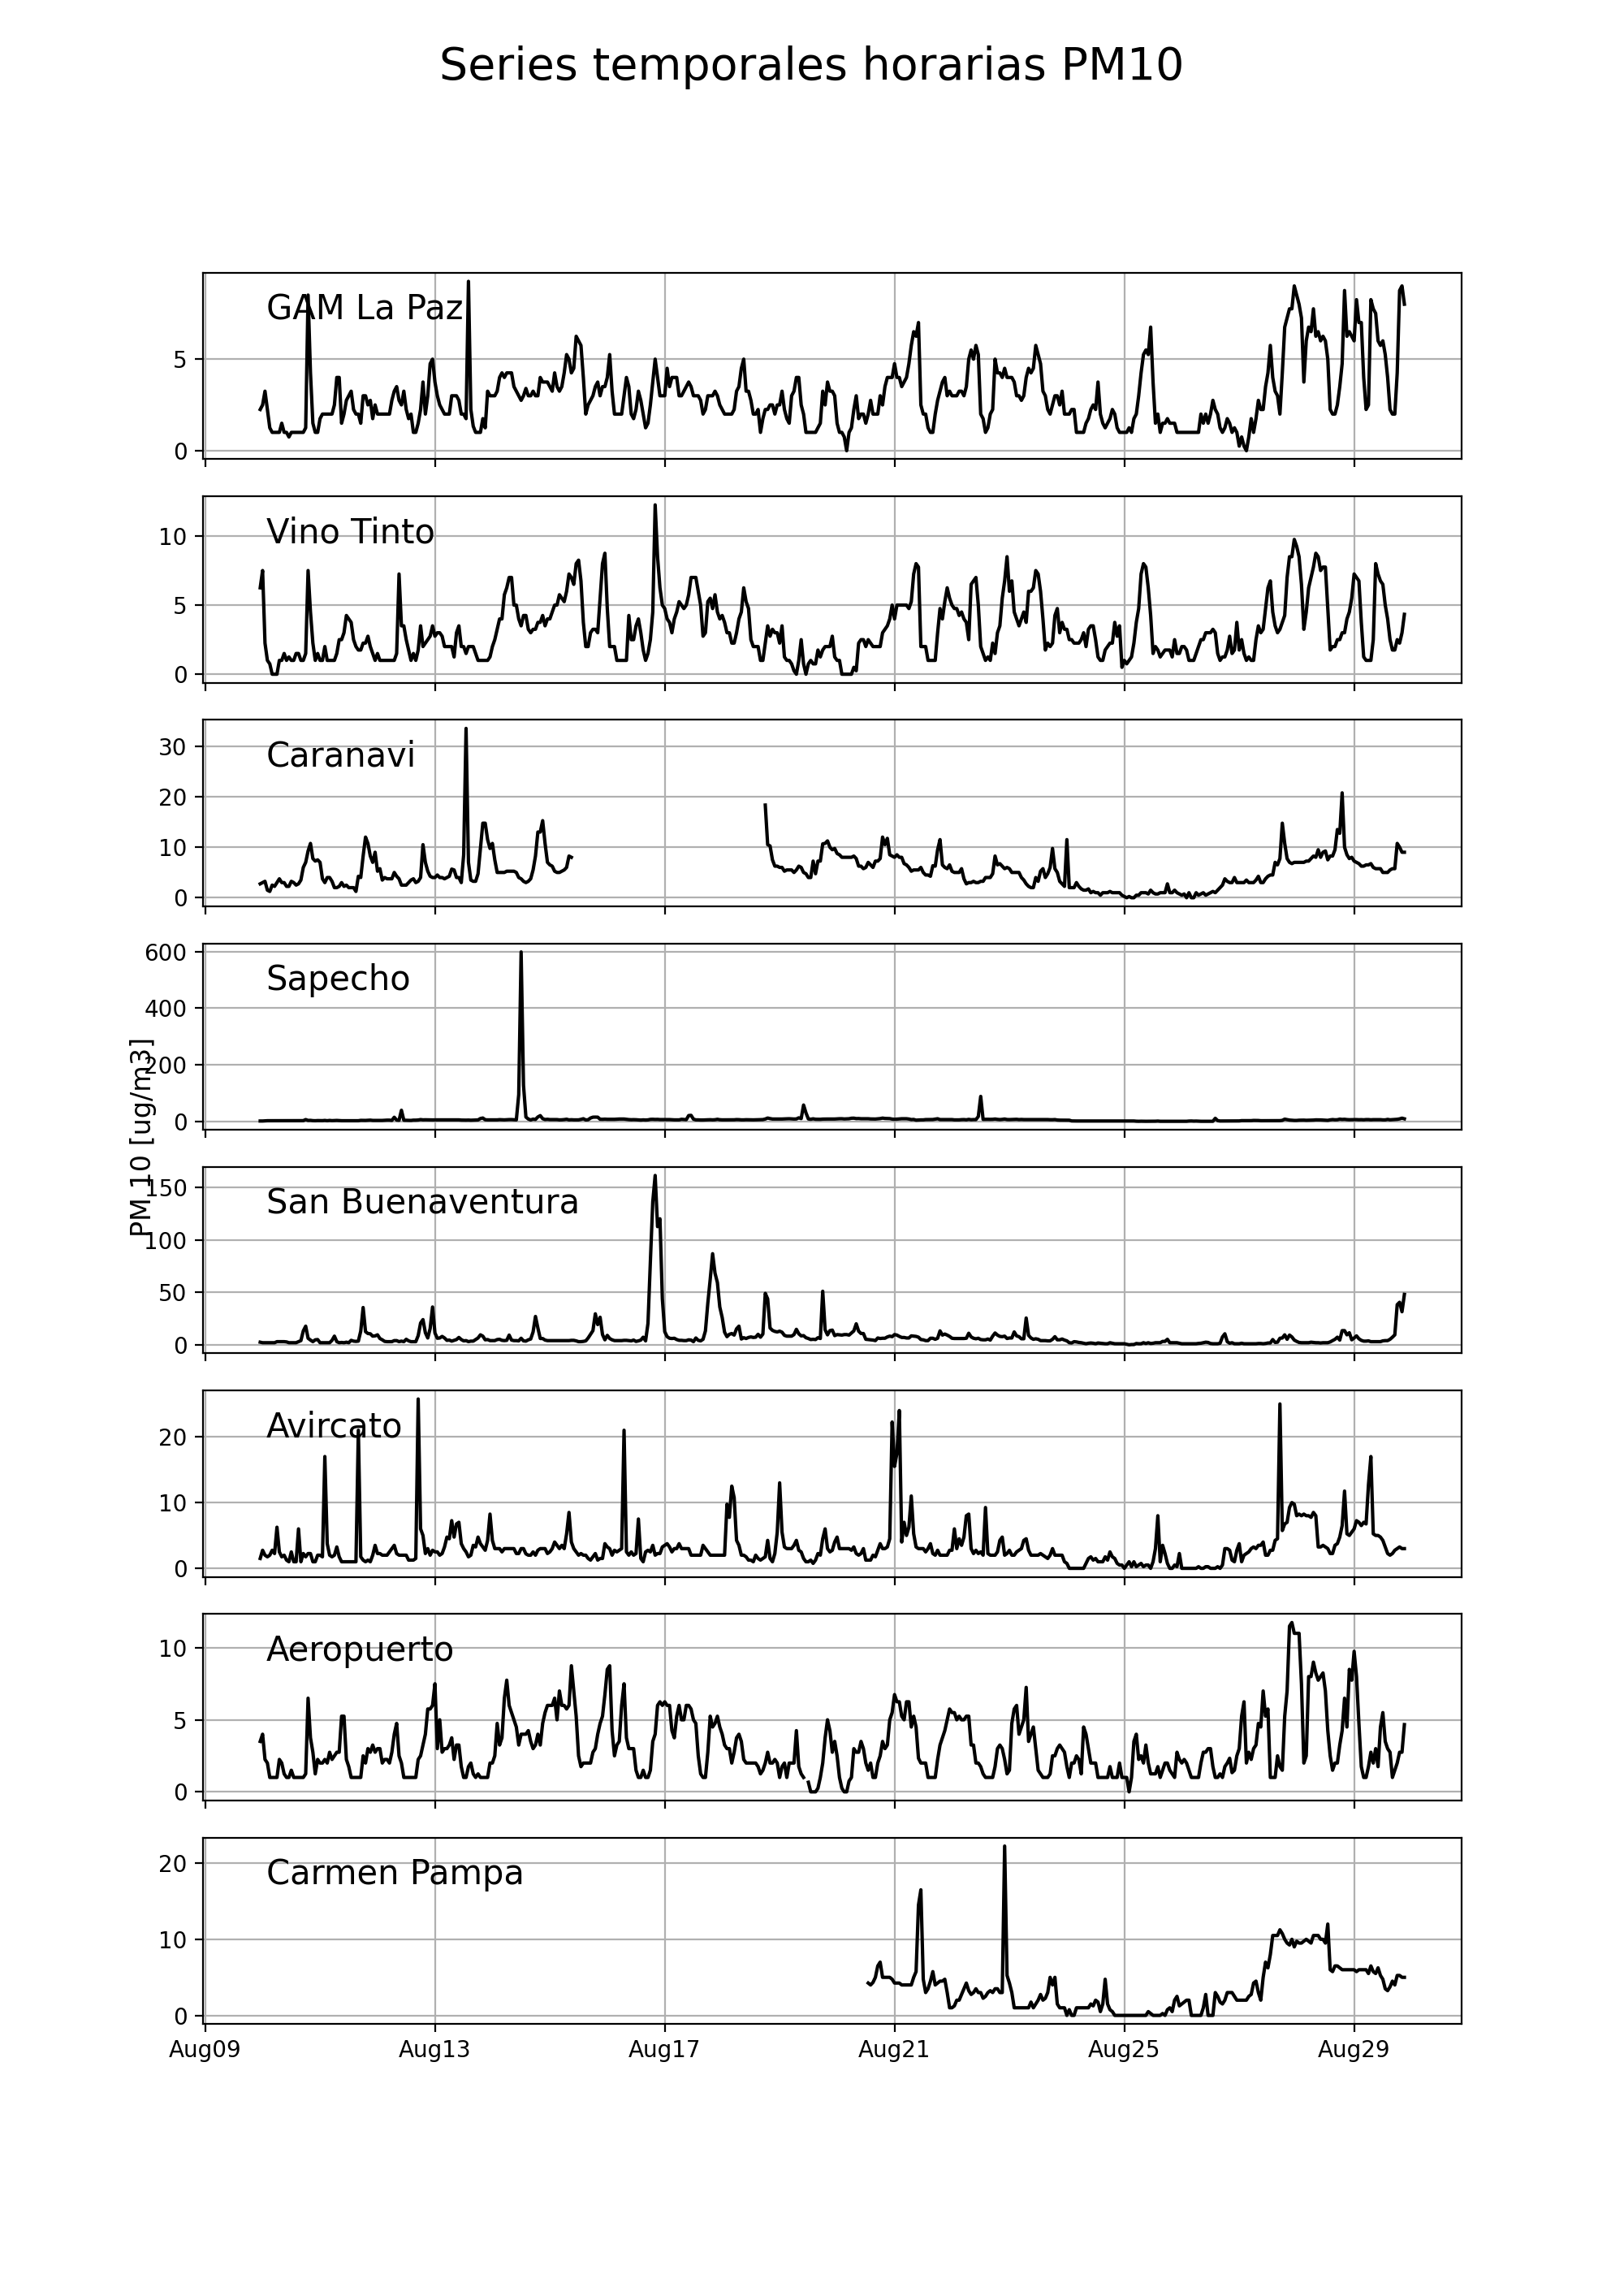 Series temporales horarias PM10
GAM La Paz
5
0
Vino Tinto
10
5
0
Caranavi
30
20
10
0
Sapecho
600
400
200
0
PM 10 [ug/m3]
San Buenaventura
150
100
50
0
Avircato
20
10
0
Aeropuerto
10
5
0
Carmen Pampa
20
10
0
Aug09 Aug13 Aug17 Aug21 Aug25 Aug29